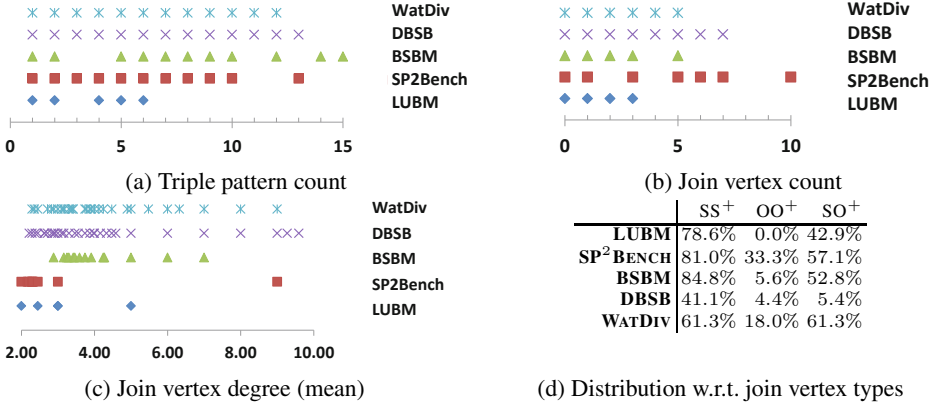 WatDiv
DBSB
BSBM
SP2Bench
LUBM
0 5 10 15
(a) Triple pattern count
WatDiv
DBSB
BSBM
SP2Bench
LUBM
0 5 10
(b) Join vertex count
WatDiv
DBSB
BSBM
SP2Bench
LUBM
2.00 4.00 6.00 8.00 10.00
(c) Join vertex degree (mean)
SS⁺ OO⁺ SO⁺
LUBM 78.6% 0.0% 42.9%
SP²BENCH 81.0% 33.3% 57.1%
BSBM 84.8% 5.6% 52.8%
DBSB 41.1% 4.4% 5.4%
WATDIV 61.3% 18.0% 61.3%
(d) Distribution w.r.t. join vertex types